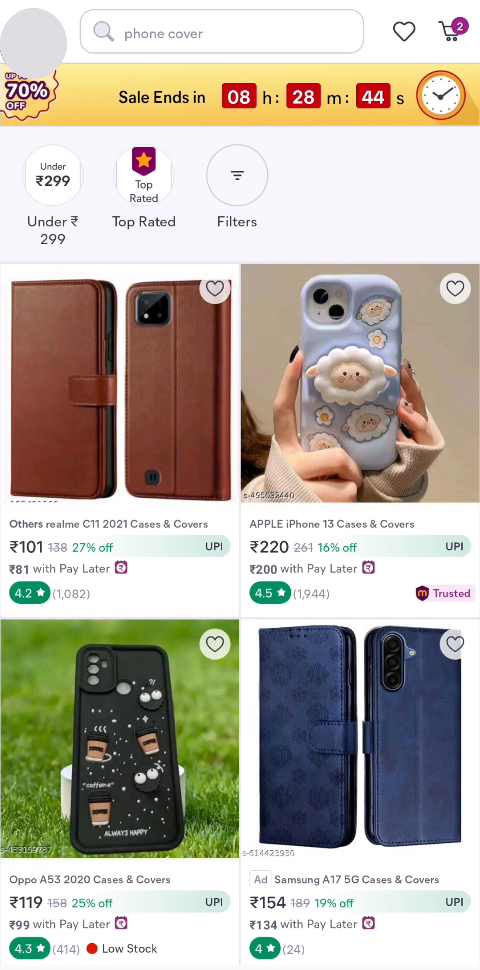 phone cover
2
UP TO
70%
OFF
Sale Ends in 08 h: 28 m: 44 s
Under
₹299
Top
Rated
Under ₹
299
Top Rated
Filters
s-495032440
Others realme C11 2021 Cases & Covers
₹101 138 27% off UPI
₹81 with Pay Later
4.2 ★ (1,082)
APPLE iPhone 13 Cases & Covers
₹220 261 16% off UPI
₹200 with Pay Later
4.5 ★ (1,944)
m Trusted
COFFEE
COFFEE
"caffeine"
COFFEE
ALWAYS HAPPY
Oppo A53 2020 Cases & Covers
₹119 158 25% off UPI
₹99 with Pay Later
4.3 ★ (414) Low Stock
Ad Samsung A17 5G Cases & Covers
₹154 189 19% off UPI
₹134 with Pay Later
4 ★ (24)